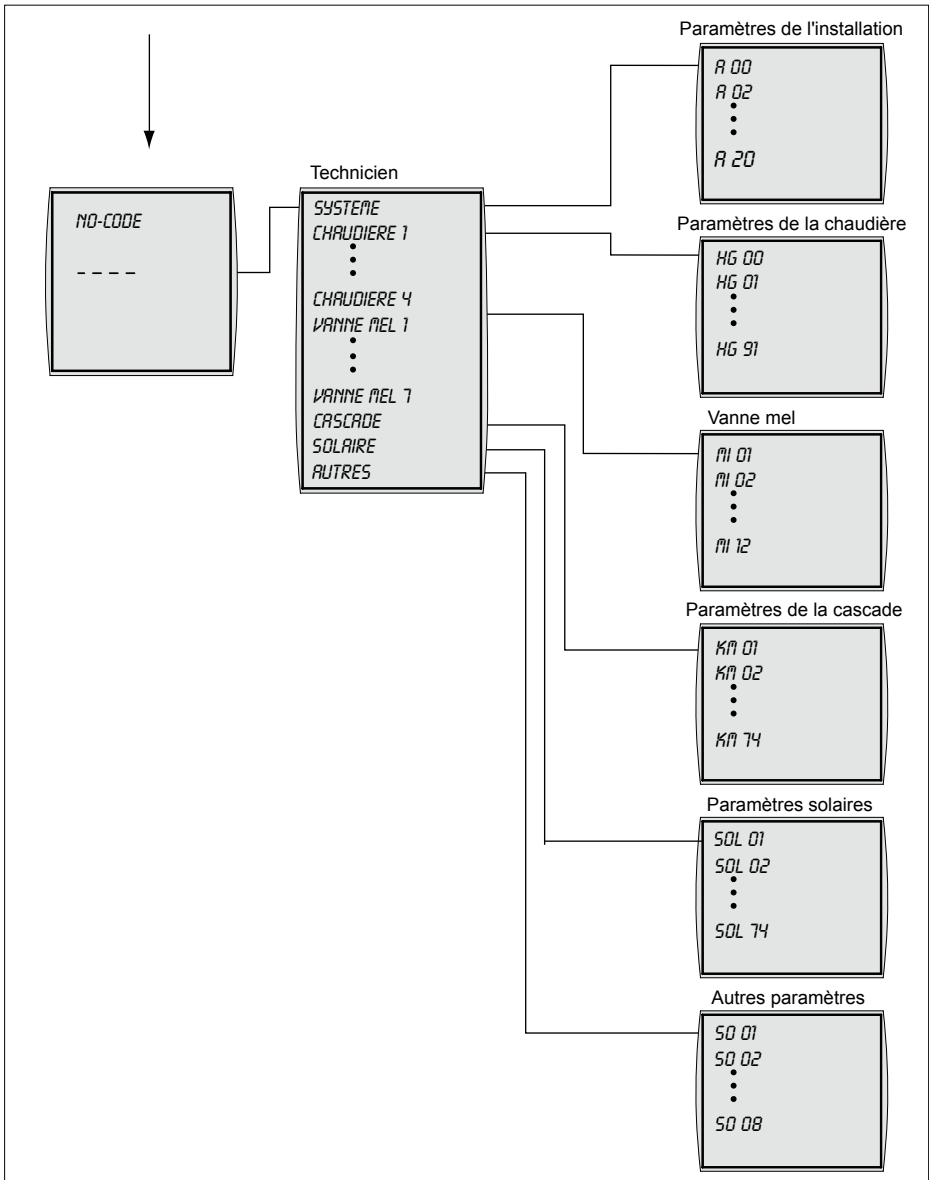 NO-CODE
– – – –
Technicien
SYSTEME
CHAUDIERE 1
CHAUDIERE 4
VANNE MEL 1
VANNE MEL 7
CASCADE
SOLAIRE
AUTRES
Paramètres de l'installation
A 00
A 02
A 20
Paramètres de la chaudière
HG 00
HG 01
HG 91
Vanne mel
MI 01
MI 02
MI 12
Paramètres de la cascade
KM 01
KM 02
KM 74
Paramètres solaires
SOL 01
SOL 02
SOL 74
Autres paramètres
SO 01
SO 02
SO 08